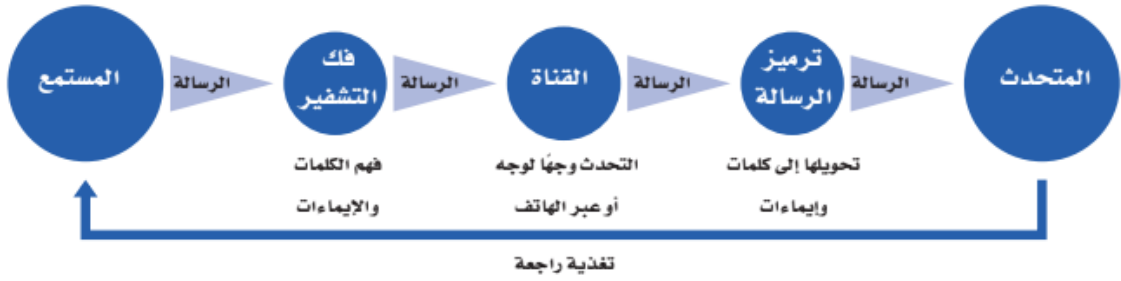 المتحدث
الرسالة
ترميز
الرسالة
الرسالة
القناة
الرسالة
فك
التشفير
الرسالة
المستمع
تحويلها إلى كلمات
وإيماءات
التحدث وجهًا لوجه
أو عبر الهاتف
فهم الكلمات
والإيماءات
تغذية راجعة